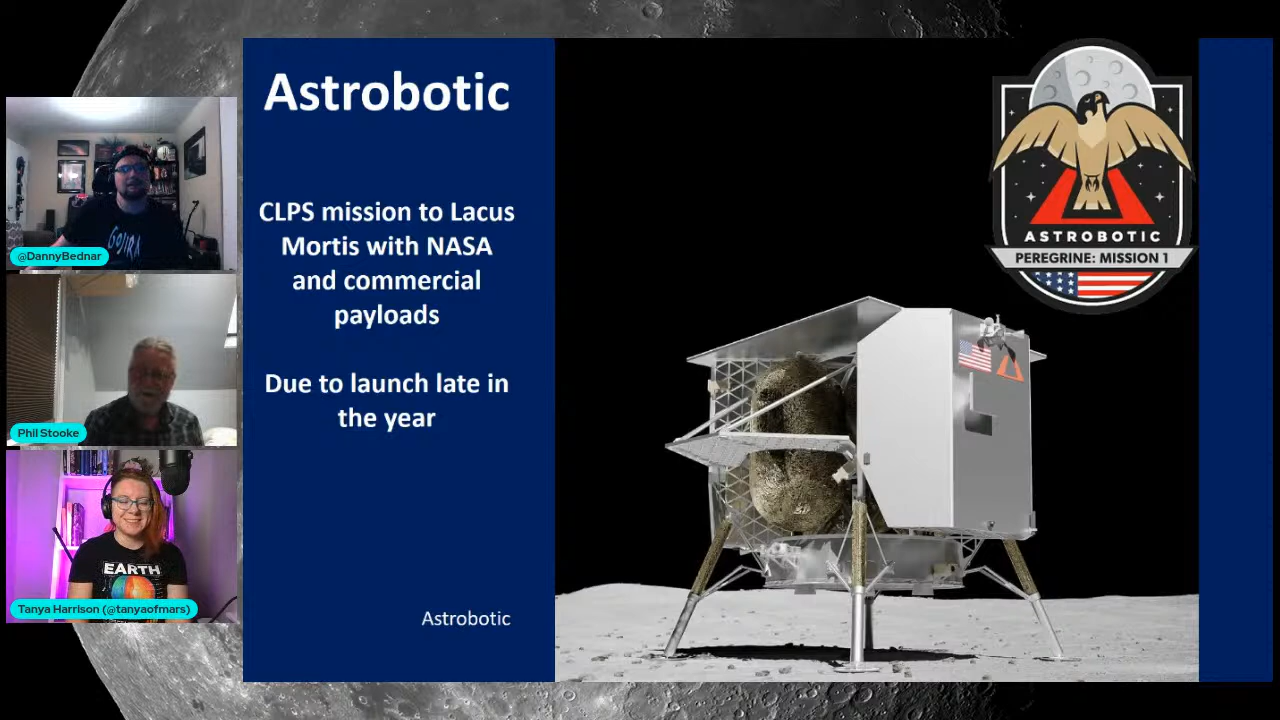 Astrobotic
CLPS mission to Lacus
Mortis with NASA
and commercial
payloads
Due to launch late in
the year
Astrobotic
ASTROBOTIC
PEREGRINE: MISSION 1
@DannyBednar
GOJIRA
Phil Stooke
EARTH
Tanya Harrison (@tanyaofmars)